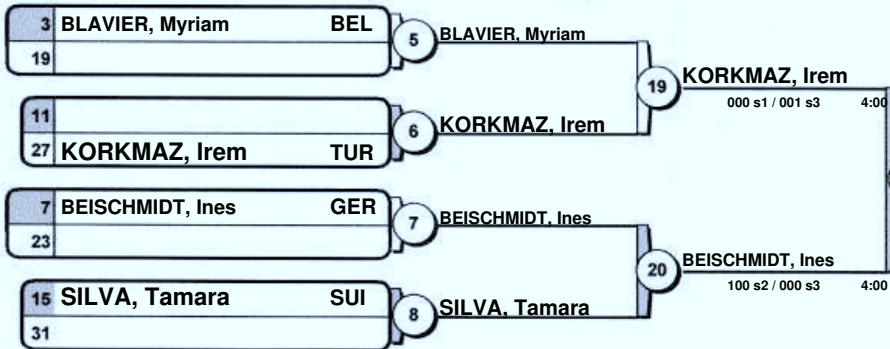 3 BLAVIER, Myriam BEL
19
5 BLAVIER, Myriam
11
27 KORKMAZ, Irem TUR
6 KORKMAZ, Irem
19 KORKMAZ, Irem
000 s1 / 001 s3 4:00
7 BEISCHMIDT, Ines GER
23
7 BEISCHMIDT, Ines
15 SILVA, Tamara SUI
31
8 SILVA, Tamara
20 BEISCHMIDT, Ines
100 s2 / 000 s3 4:00